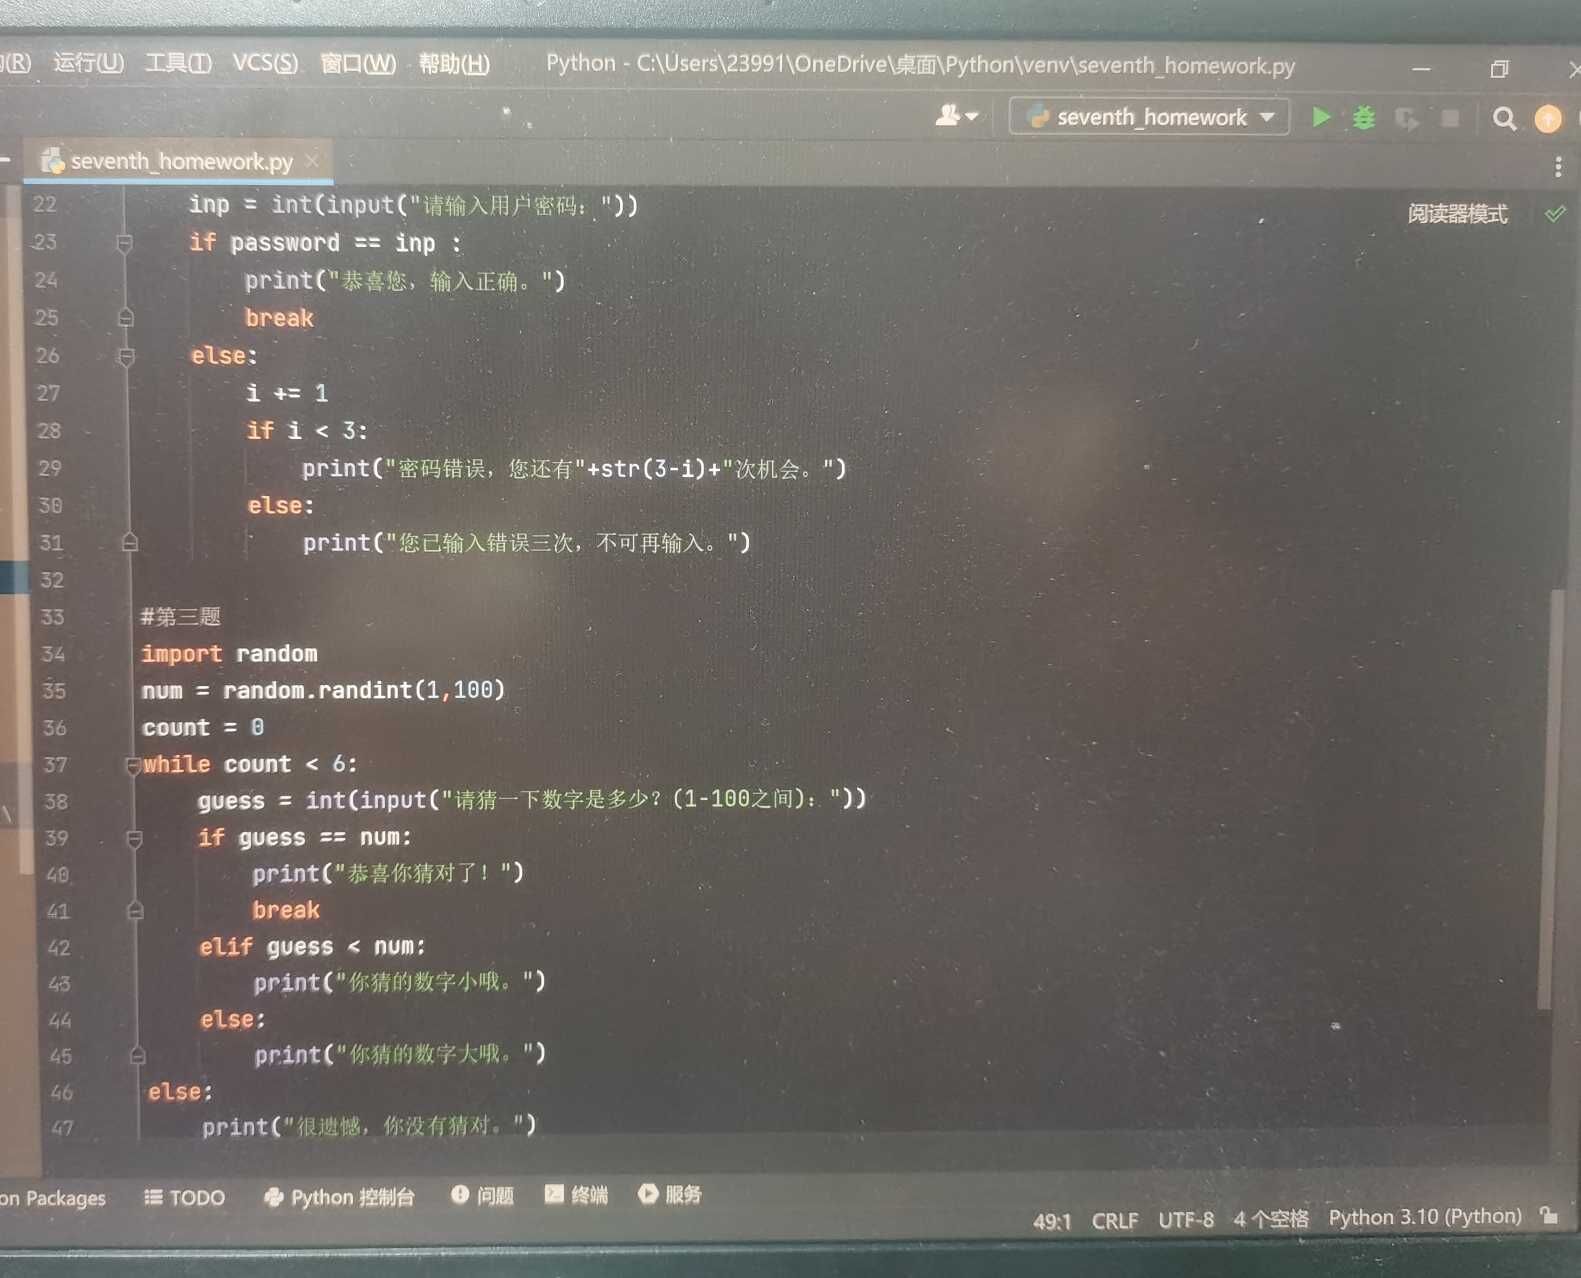 (R) 运行(U) 工具(T) VCS(S) 窗口(W) 帮助(H) Python - C:\Users\23991\OneDrive\桌面\Python\venv\seventh_homework.py
seventh_homework
seventh_homework.py
阅读器模式
22 inp = int(input("请输入用户密码："))
23 if password == inp :
24 print("恭喜您，输入正确。")
25 break
26 else:
27 i += 1
28 if i < 3:
29 print("密码错误，您还有"+str(3-i)+"次机会。")
30 else:
31 print("您已输入错误三次，不可再输入。")
32
33 #第三题
34 import random
35 num = random.randint(1,100)
36 count = 0
37 while count < 6:
38 guess = int(input("请猜一下数字是多少？(1-100之间)："))
39 if guess == num:
40 print("恭喜你猜对了！")
41 break
42 elif guess < num:
43 print("你猜的数字小哦。")
44 else:
45 print("你猜的数字大哦。")
46 else:
47 print("很遗憾，你没有猜对。")
on Packages TODO Python 控制台 问题 终端 服务
49:1 CRLF UTF-8 4 个空格 Python 3.10 (Python)